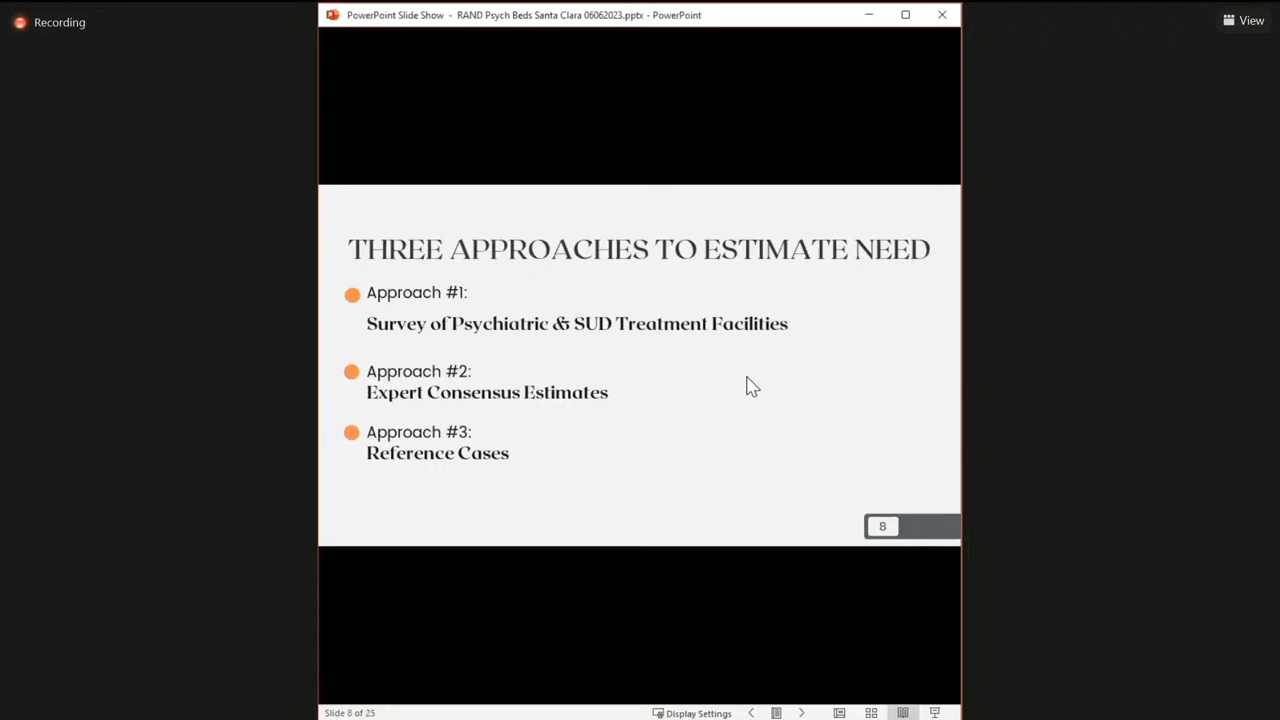 Recording
PowerPoint Slide Show - RAND Psych Beds Santa Clara 06062023.pptx - PowerPoint
View
THREE APPROACHES TO ESTIMATE NEED
Approach #1:
Survey of Psychiatric & SUD Treatment Facilities
Approach #2:
Expert Consensus Estimates
Approach #3:
Reference Cases
8
Slide 8 of 25
Display Settings